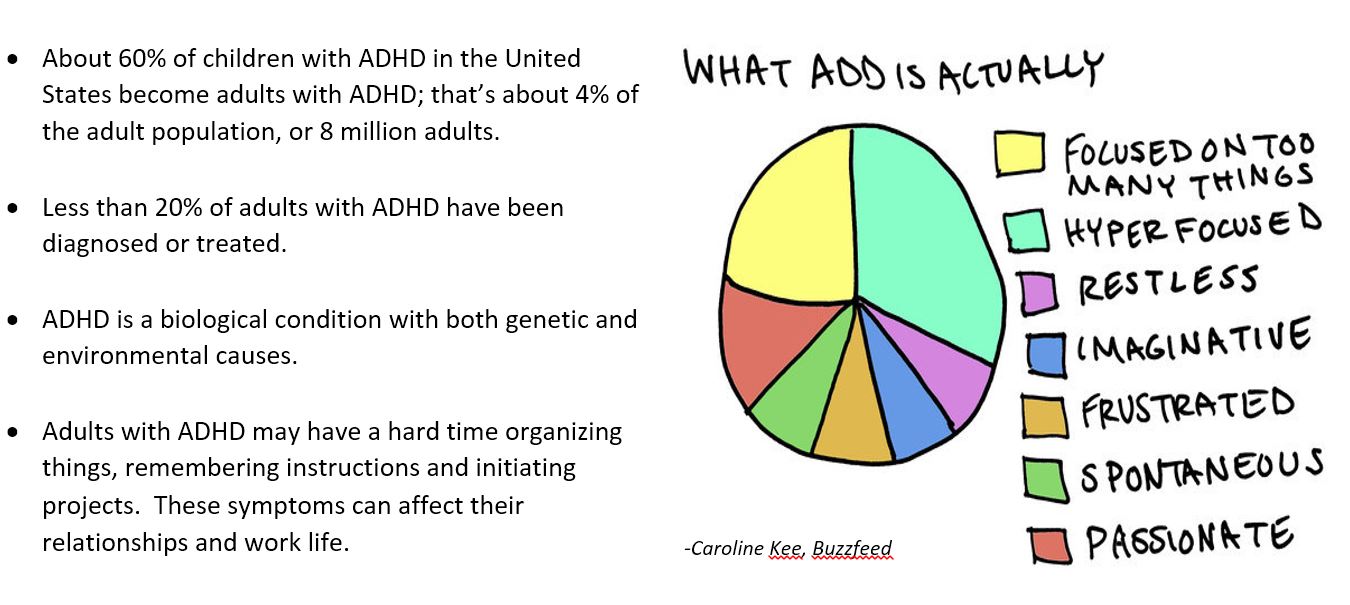 • About 60% of children with ADHD in the United
States become adults with ADHD; that’s about 4% of
the adult population, or 8 million adults.
• Less than 20% of adults with ADHD have been
diagnosed or treated.
• ADHD is a biological condition with both genetic and
environmental causes.
• Adults with ADHD may have a hard time organizing
things, remembering instructions and initiating
projects.  These symptoms can affect their
relationships and work life.
WHAT ADD IS ACTUALLY
FOCUSED ON TOO
MANY THINGS
HYPER FOCUSED
RESTLESS
IMAGINATIVE
FRUSTRATED
SPONTANEOUS
PASSIONATE
-Caroline Kee, Buzzfeed